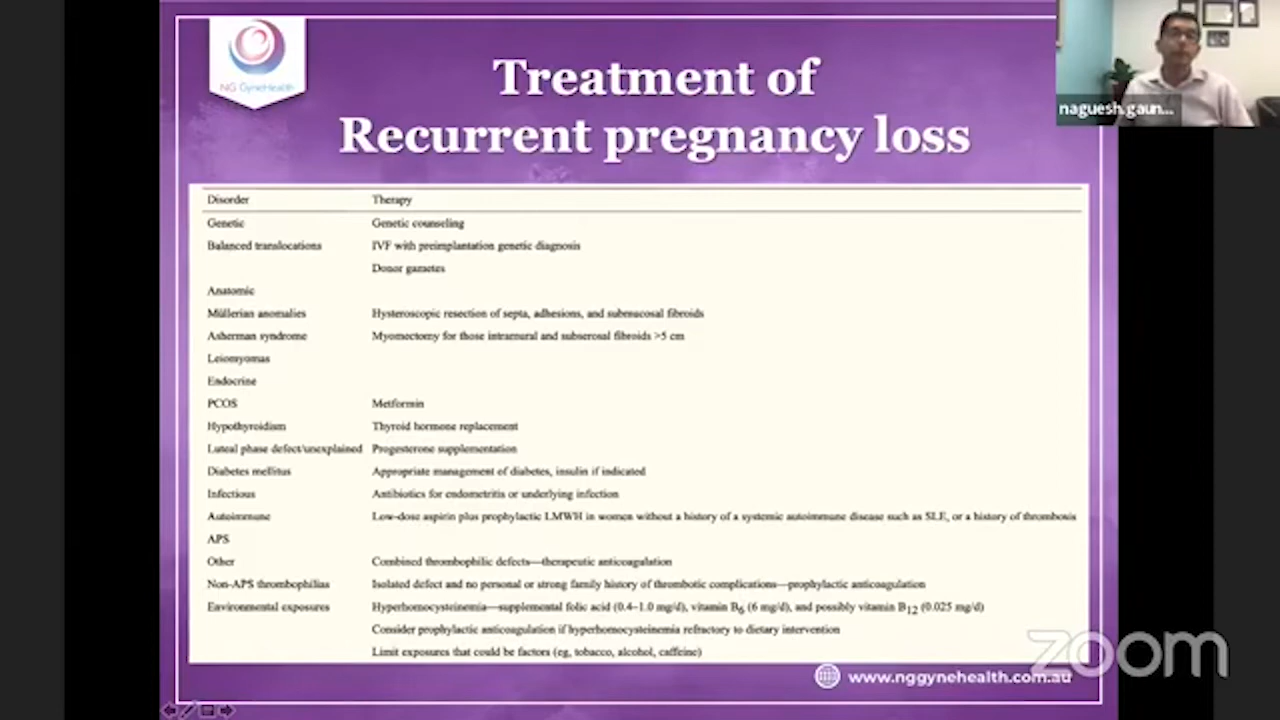 NG GyneHealth
Treatment of
Recurrent pregnancy loss
naguesh.gaun...
Disorder Therapy
Genetic Genetic counseling
Balanced translocations IVF with preimplantation genetic diagnosis
Donor gametes
Anatomic
Müllerian anomalies Hysteroscopic resection of septa, adhesions, and submucosal fibroids
Asherman syndrome Myomectomy for those intramural and subserosal fibroids >5 cm
Leiomyomas
Endocrine
PCOS Metformin
Hypothyroidism Thyroid hormone replacement
Luteal phase defect/unexplained Progesterone supplementation
Diabetes mellitus Appropriate management of diabetes, insulin if indicated
Infectious Antibiotics for endometritis or underlying infection
Autoimmune Low-dose aspirin plus prophylactic LMWH in women without a history of a systemic autoimmune disease such as SLE, or a history of thrombosis
APS
Other Combined thrombophilic defects—therapeutic anticoagulation
Non-APS thrombophilias Isolated defect and no personal or strong family history of thrombotic complications—prophylactic anticoagulation
Environmental exposures Hyperhomocysteinemia—supplemental folic acid (0.4–1.0 mg/d), vitamin B6 (6 mg/d), and possibly vitamin B12 (0.025 mg/d)
Consider prophylactic anticoagulation if hyperhomocysteinemia refractory to dietary intervention
Limit exposures that could be factors (eg, tobacco, alcohol, caffeine)
zoom
www.nggynehealth.com.au